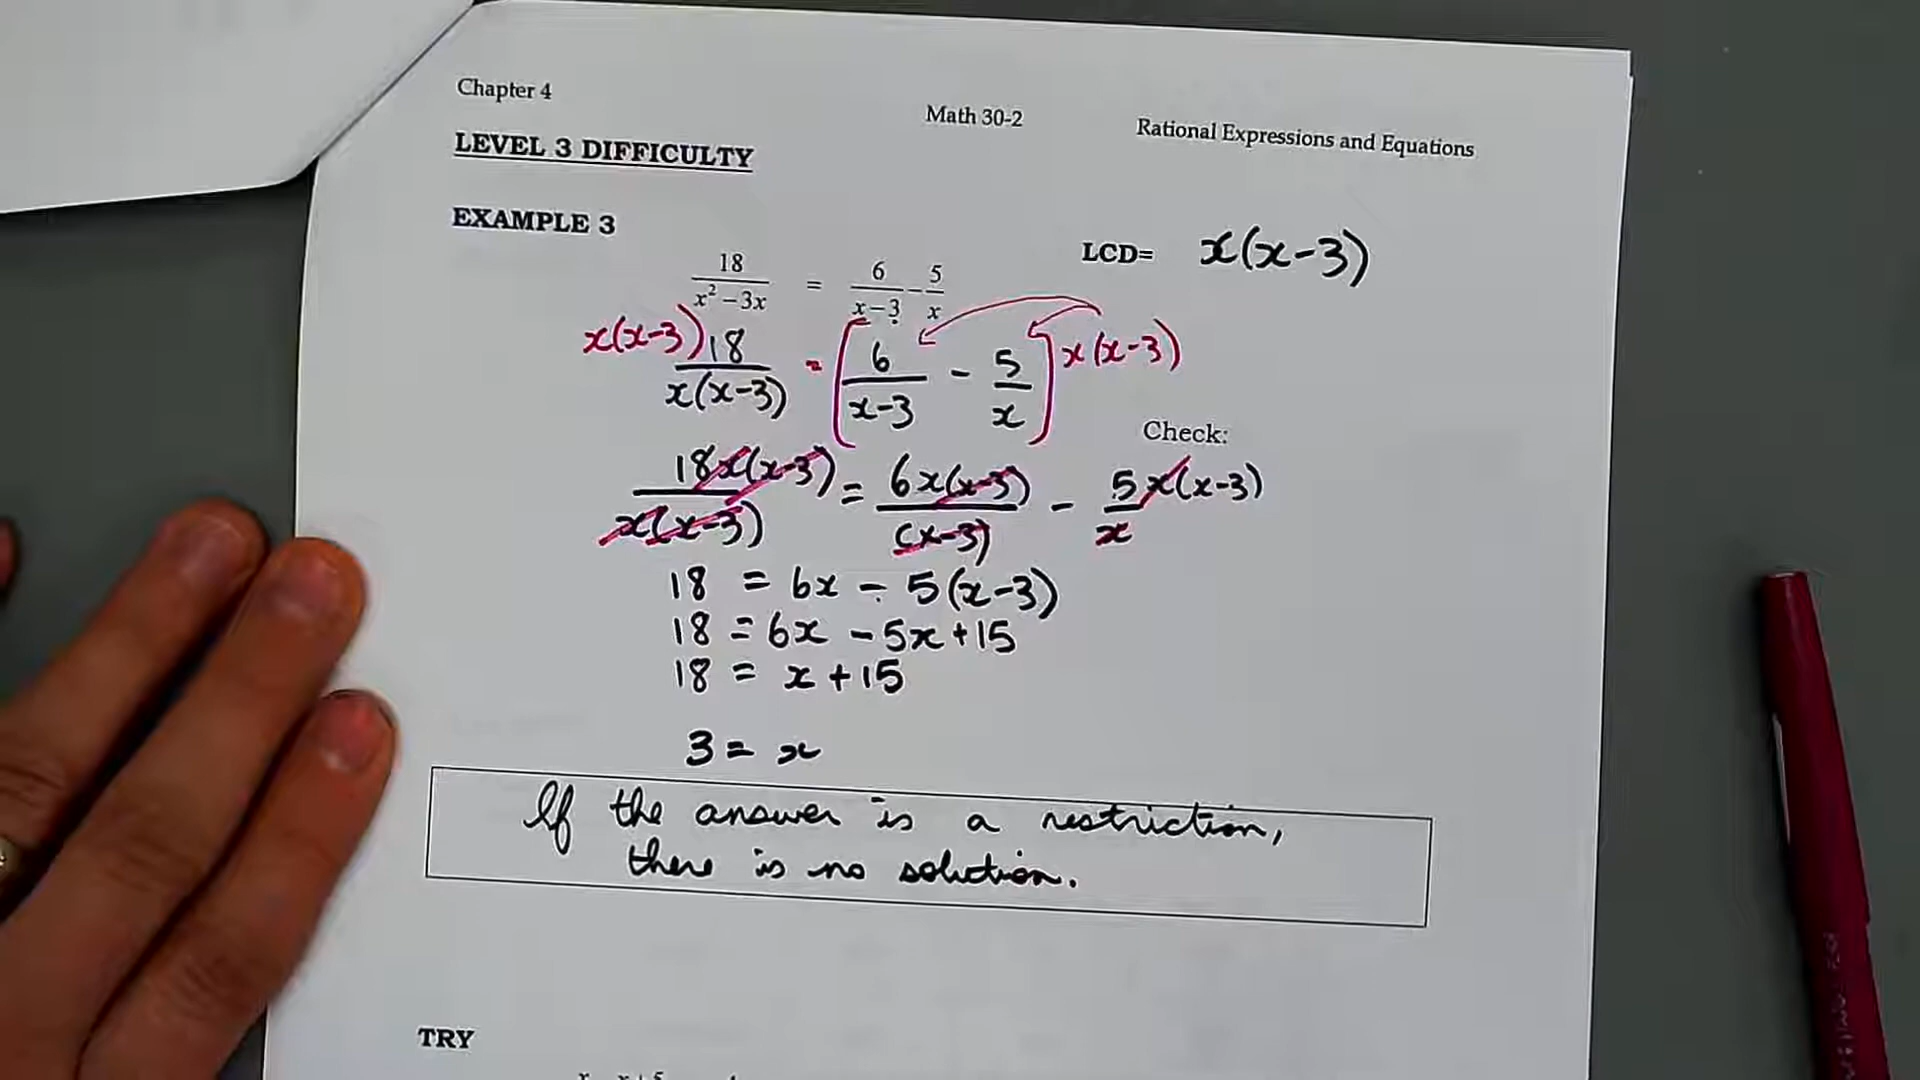 Chapter 4
Math 30-2
Rational Expressions and Equations
LEVEL 3 DIFFICULTY
EXAMPLE 3
LCD= x(x-3)
18/(x² - 3x) = 6/(x-3) - 5/x
x(x-3) 18/(x(x-3)) = [6/(x-3) - 5/x] x(x-3)
Check:
18x(x-3)/(x(x-3)) = 6x(x-3)/(x-3) - 5x(x-3)/x
18 = 6x - 5(x-3)
18 = 6x - 5x + 15
18 = x + 15
3 = x
If the answer is a restriction,
there is no solution.
TRY